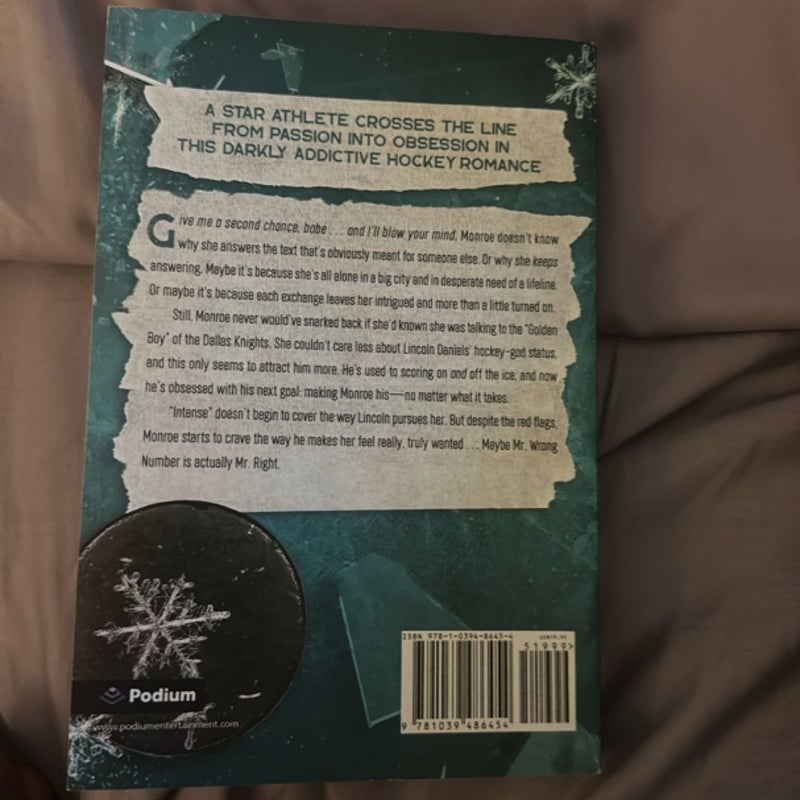 A STAR ATHLETE CROSSES THE LINE
FROM PASSION INTO OBSESSION IN
THIS DARKLY ADDICTIVE HOCKEY ROMANCE
Give me a second chance, babe . . . and I'll blow your mind. Monroe doesn't know
why she answers the text that's obviously meant for someone else. Or why she keeps
answering. Maybe it's because she's all alone in a big city and in desperate need of a lifeline.
Or maybe it's because each exchange leaves her intrigued and more than a little turned on.
Still, Monroe never would've snarked back if she'd known she was talking to the "Golden
Boy" of the Dallas Knights. She couldn't care less about Lincoln Daniels' hockey-god status,
and this only seems to attract him more. He's used to scoring on and off the ice, and now
he's obsessed with his next goal: making Monroe his—no matter what it takes.
"Intense" doesn't begin to cover the way Lincoln pursues her. But despite the red flags,
Monroe starts to crave the way he makes her feel really, truly wanted . . . Maybe Mr. Wrong
Number is actually Mr. Right.
Podium
www.podiumentertainment.com
ISBN 978-1-0394-8645-4
51999>
9 781039 486454